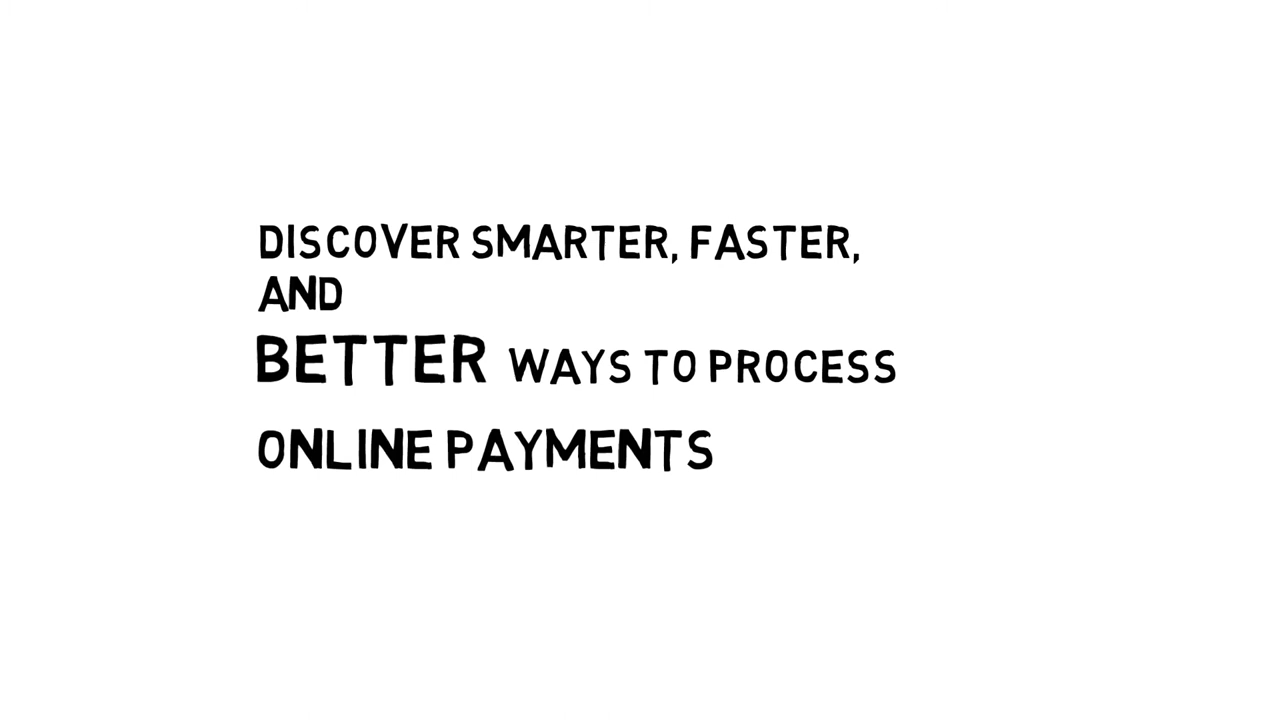 DISCOVER SMARTER, FASTER,
AND
BETTER WAYS TO PROCESS
ONLINE PAYMENTS